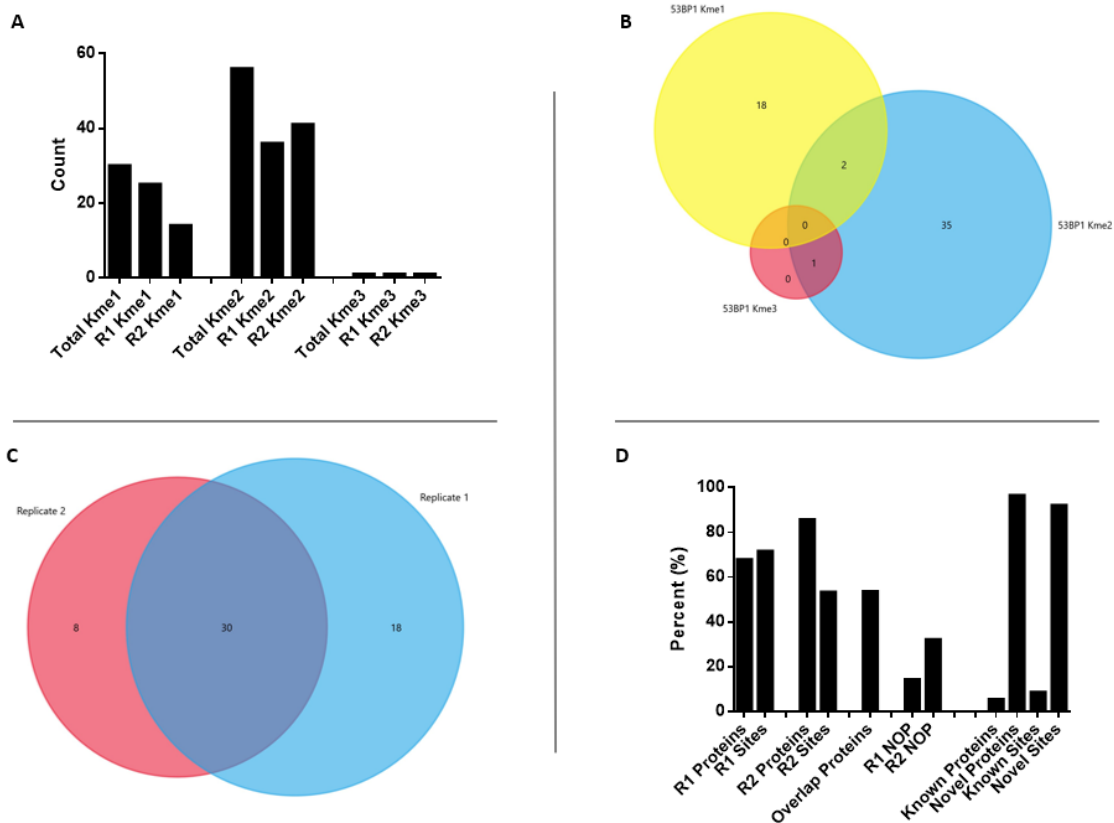 A
60
40
20
0
Count
Total Kme1
R1 Kme1
R2 Kme1
Total Kme2
R1 Kme2
R2 Kme2
Total Kme3
R1 Kme3
R2 Kme3
B
53BP1 Kme1
18
2
35
53BP1 Kme2
0
0
1
0
53BP1 Kme3
C
Replicate 2
Replicate 1
8
30
18
D
100
80
60
40
20
0
Percent (%)
R1 Proteins
R1 Sites
R2 Proteins
R2 Sites
Overlap Proteins
R1 NOP
R2 NOP
Known Proteins
Novel Proteins
Known Sites
Novel Sites